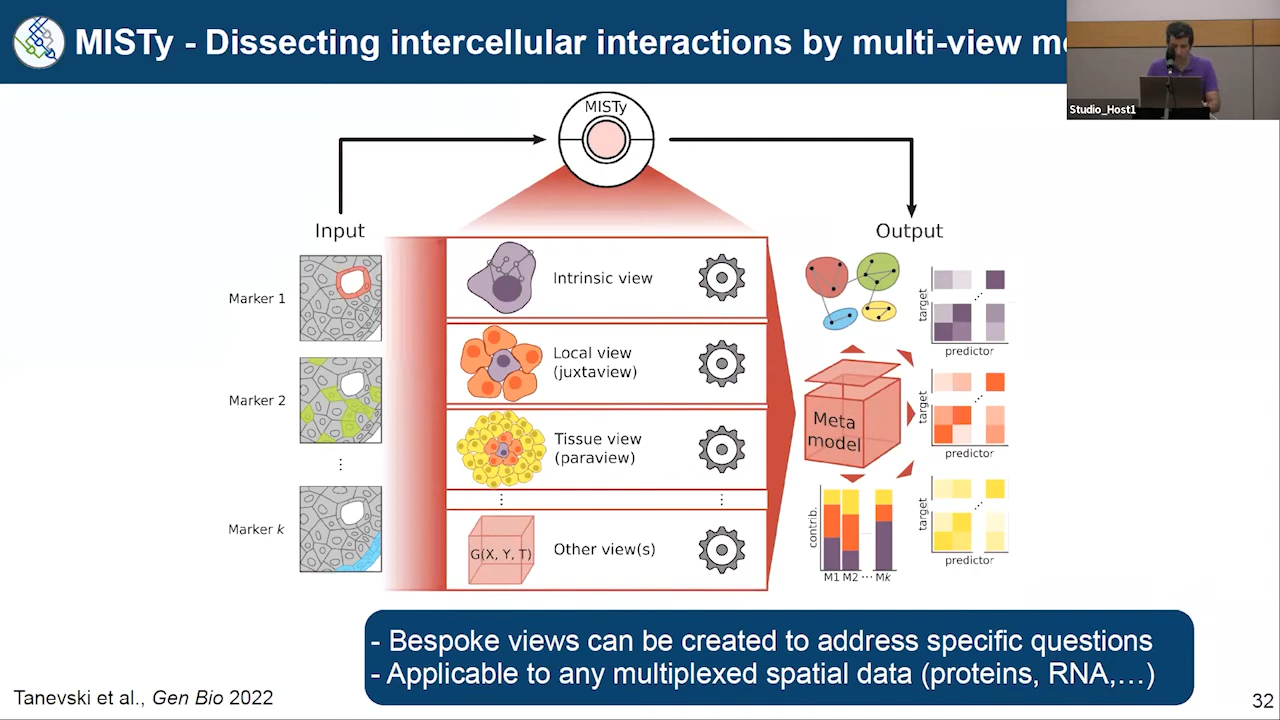 MISTy - Dissecting intercellular interactions by multi-view
Studio_Host1
MISTy
Input
Output
Marker 1
Marker 2
⋮
Marker k
Intrinsic view
Local view
(juxtaview)
Tissue view
(paraview)
⋮
⋮
G(X, Y, T)
Other view(s)
Meta
model
target
predictor
target
predictor
target
predictor
contrib.
M1 M2 ··· Mk
- Bespoke views can be created to address specific questions
- Applicable to any multiplexed spatial data (proteins, RNA,…)
Tanevski et al., Gen Bio 2022
32